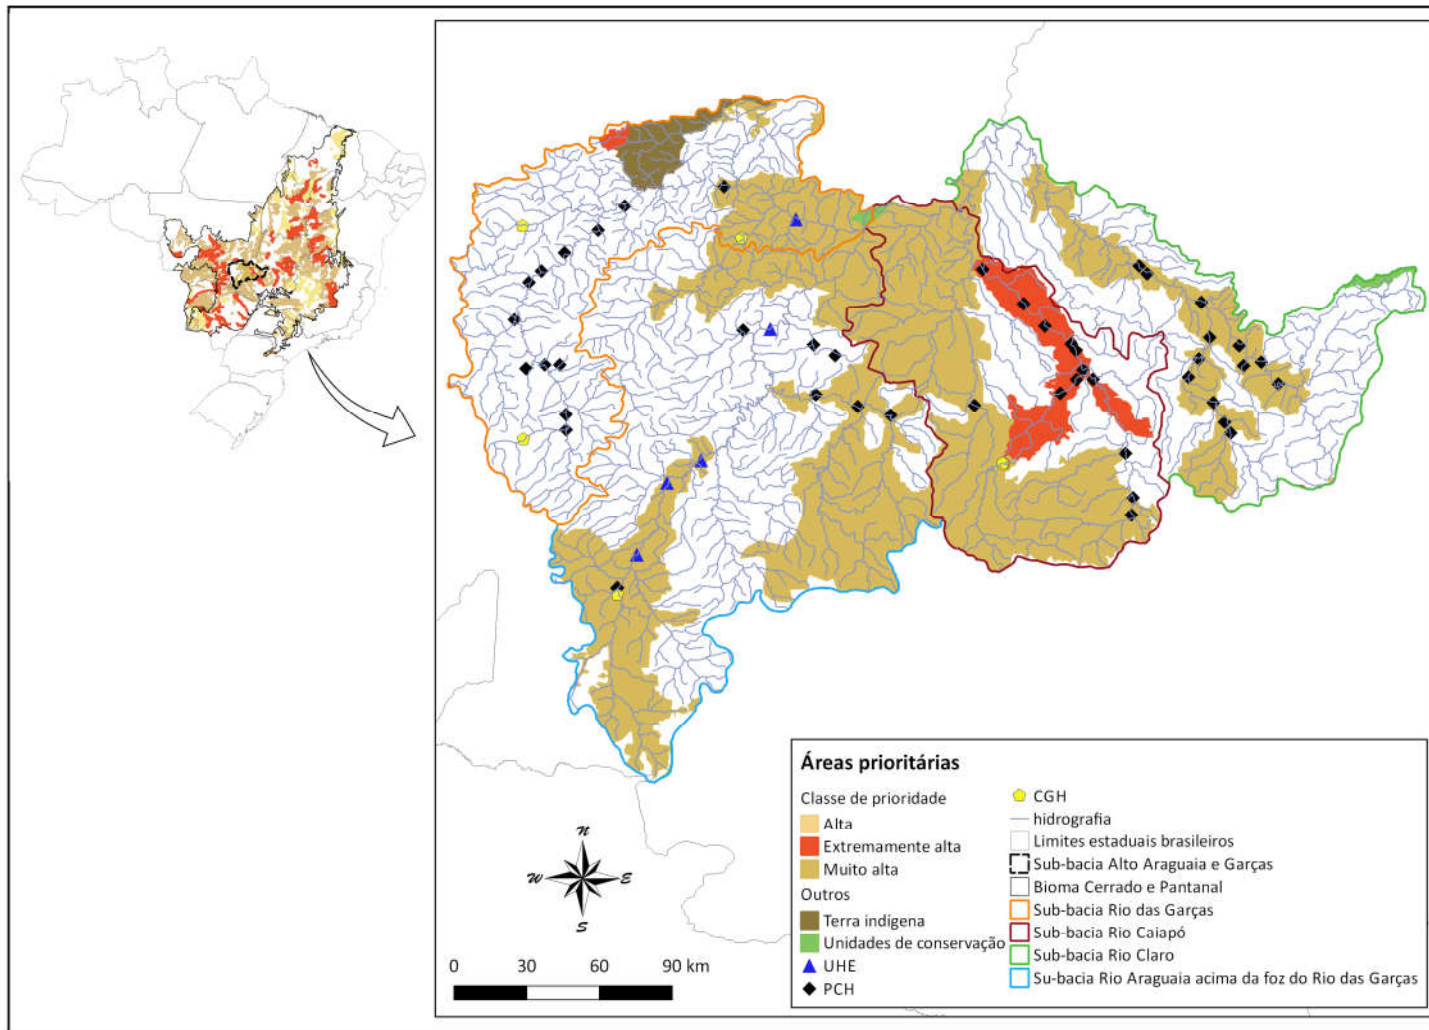 Áreas prioritárias
Classe de prioridade
Alta
Extremamente alta
Muito alta
Outros
Terra indígena
Unidades de conservação
UHE
PCH
CGH
hidrografia
Limites estaduais brasileiros
Sub-bacia Alto Araguaia e Garças
Bioma Cerrado e Pantanal
Sub-bacia Rio das Garças
Sub-bacia Rio Caiapó
Sub-bacia Rio Claro
Su-bacia Rio Araguaia acima da foz do Rio das Garças
N
W
E
S
0 30 60 90 km